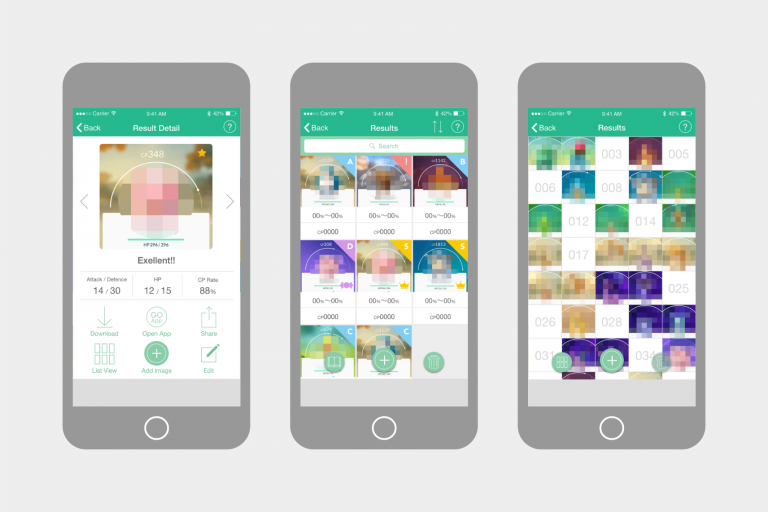 ●●●○○ Carrier
9:41 AM
42%
Back
Result Detail
?
CP348
HP296 / 296
Exellent!!
Attack / Defence
HP
CP Rate
14 / 30
12 / 15
88%
Download
GO
APP
Open App
Share
List View
Add image
Edit
●●●○○ Carrier
9:41 AM
42%
Back
Results
?
Search
A
!
CP1142
B
00%〜00%
00%〜00%
00%〜00%
CP0000
CP0000
CP0000
D
S
CP1812
S
00%〜00%
00%〜00%
00%〜00%
CP0000
CP0000
CP0000
C
C
●●●○○ Carrier
9:41 AM
42%
Back
Results
?
003
005
006
008
012
014
017
025
026
028
031
034